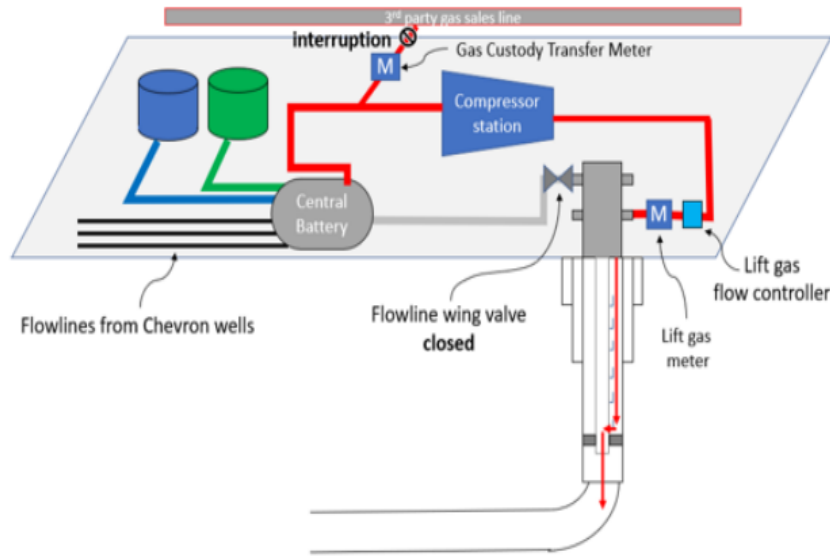 3rd party gas sales line
interruption
M
Gas Custody Transfer Meter
Compressor
station
Central
Battery
M
Lift gas
flow controller
Flowlines from Chevron wells
Flowline wing valve
closed
Lift gas
meter